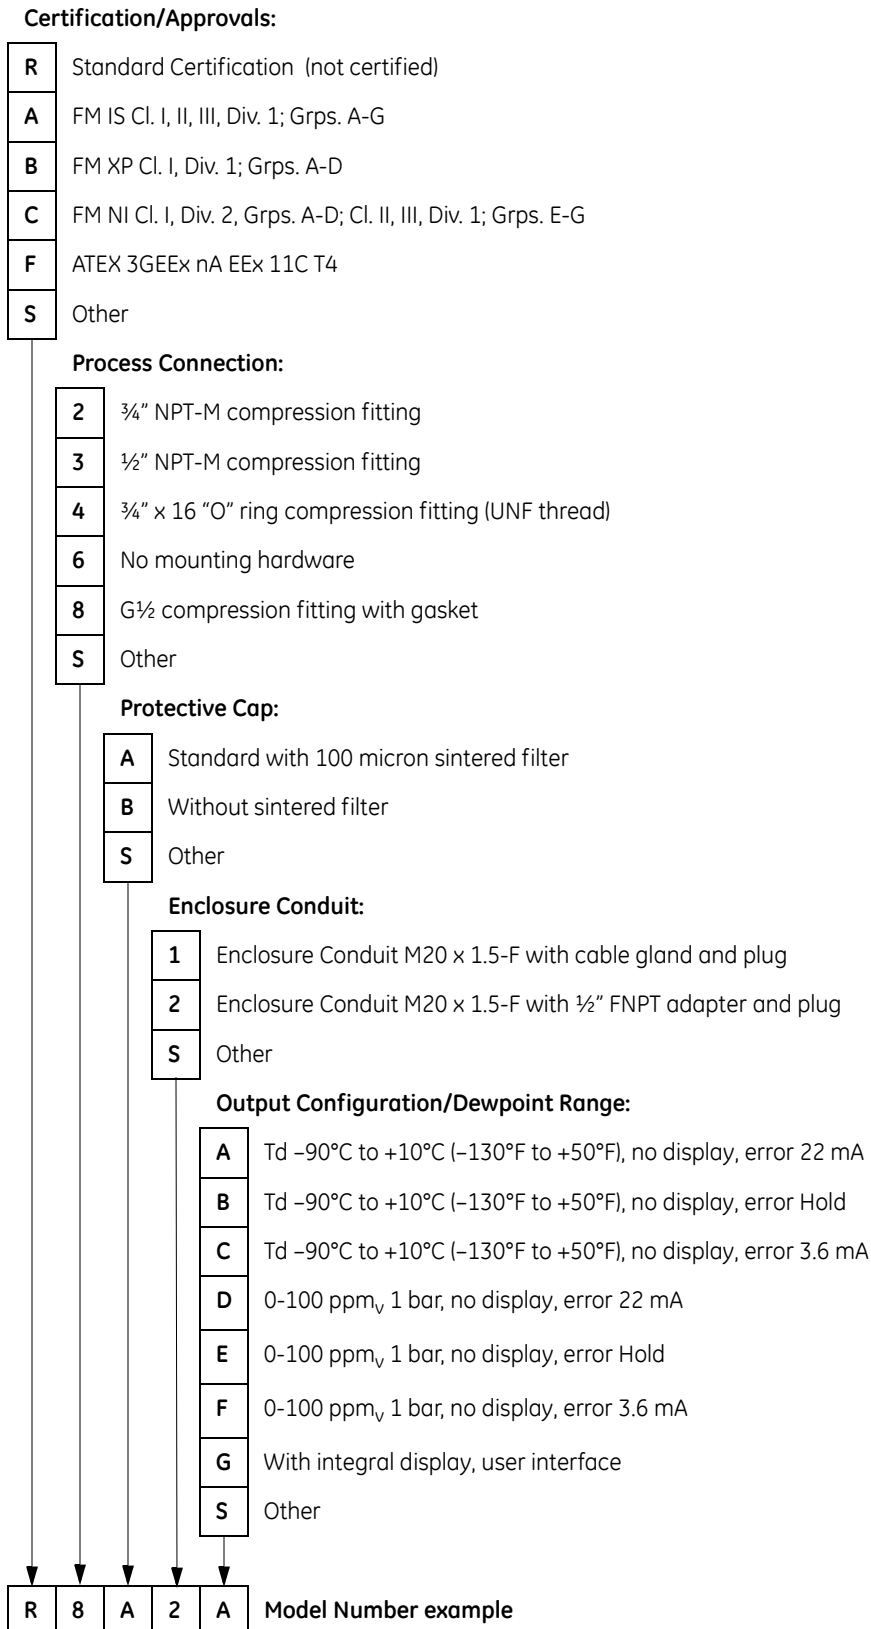 Certification/Approvals:
R Standard Certification (not certified)
A FM IS Cl. I, II, III, Div. 1; Grps. A-G
B FM XP Cl. I, Div. 1; Grps. A-D
C FM NI Cl. I, Div. 2, Grps. A-D; Cl. II, III, Div. 1; Grps. E-G
F ATEX 3GEEx nA EEx 11C T4
S Other
Process Connection:
2 ¾” NPT-M compression fitting
3 ½” NPT-M compression fitting
4 ¾” x 16 “O” ring compression fitting (UNF thread)
6 No mounting hardware
8 G½ compression fitting with gasket
S Other
Protective Cap:
A Standard with 100 micron sintered filter
B Without sintered filter
S Other
Enclosure Conduit:
1 Enclosure Conduit M20 x 1.5-F with cable gland and plug
2 Enclosure Conduit M20 x 1.5-F with ½” FNPT adapter and plug
S Other
Output Configuration/Dewpoint Range:
A Td –90°C to +10°C (–130°F to +50°F), no display, error 22 mA
B Td –90°C to +10°C (–130°F to +50°F), no display, error Hold
C Td –90°C to +10°C (–130°F to +50°F), no display, error 3.6 mA
D 0-100 ppmᵥ 1 bar, no display, error 22 mA
E 0-100 ppmᵥ 1 bar, no display, error Hold
F 0-100 ppmᵥ 1 bar, no display, error 3.6 mA
G With integral display, user interface
S Other
R 8 A 2 A Model Number example